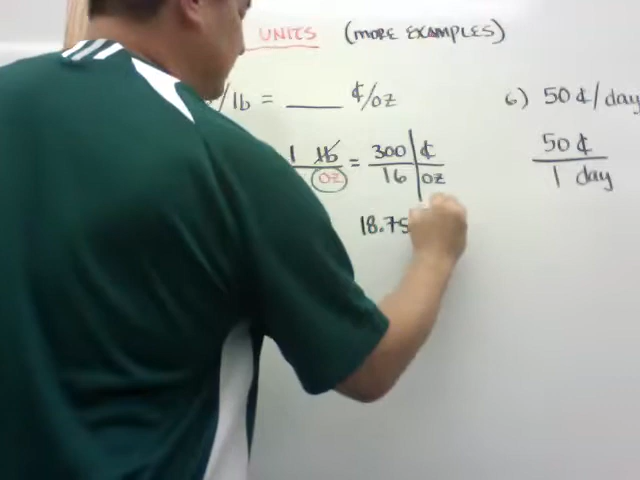 UNITS (MORE EXAMPLES)
/lb = ____ ¢/oz
1 lb = 300 ¢
oz 16 oz
18.75
6) 50 ¢/day
50 ¢
1 day